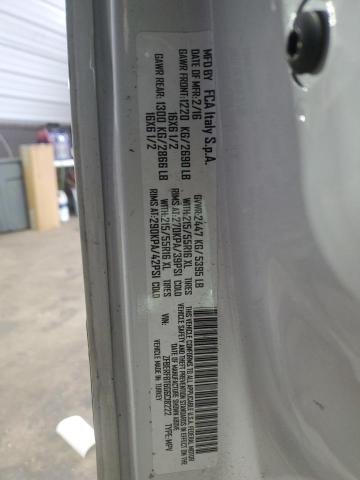 MFD BY FCA Italy S.p.A.
DATE OF MFR: 2/16 GVWR: 2447 KG/ 5395 LB
GAWR FRONT: 1220 KG/2690 LB WITH: 215/55R16 XL TIRES
16X6 1/2 RIMS AT: 270KPA/39PSI COLD
GAWR REAR: 1300 KG/2866 LB WITH: 215/55R16 XL TIRES
16X6 1/2 RIMS AT: 290KPA/42PSI COLD
THIS VEHICLE CONFORMS TO ALL APPLICABLE U.S.A. FEDERAL MOTOR
VEHICLE SAFETY AND THEFT PREVENTION STANDARDS IN EFFECT ON THE
DATE OF MANUFACTURE SHOWN ABOVE
VIN: TYPE: MPV
VEHICLE MADE IN: TURKEY